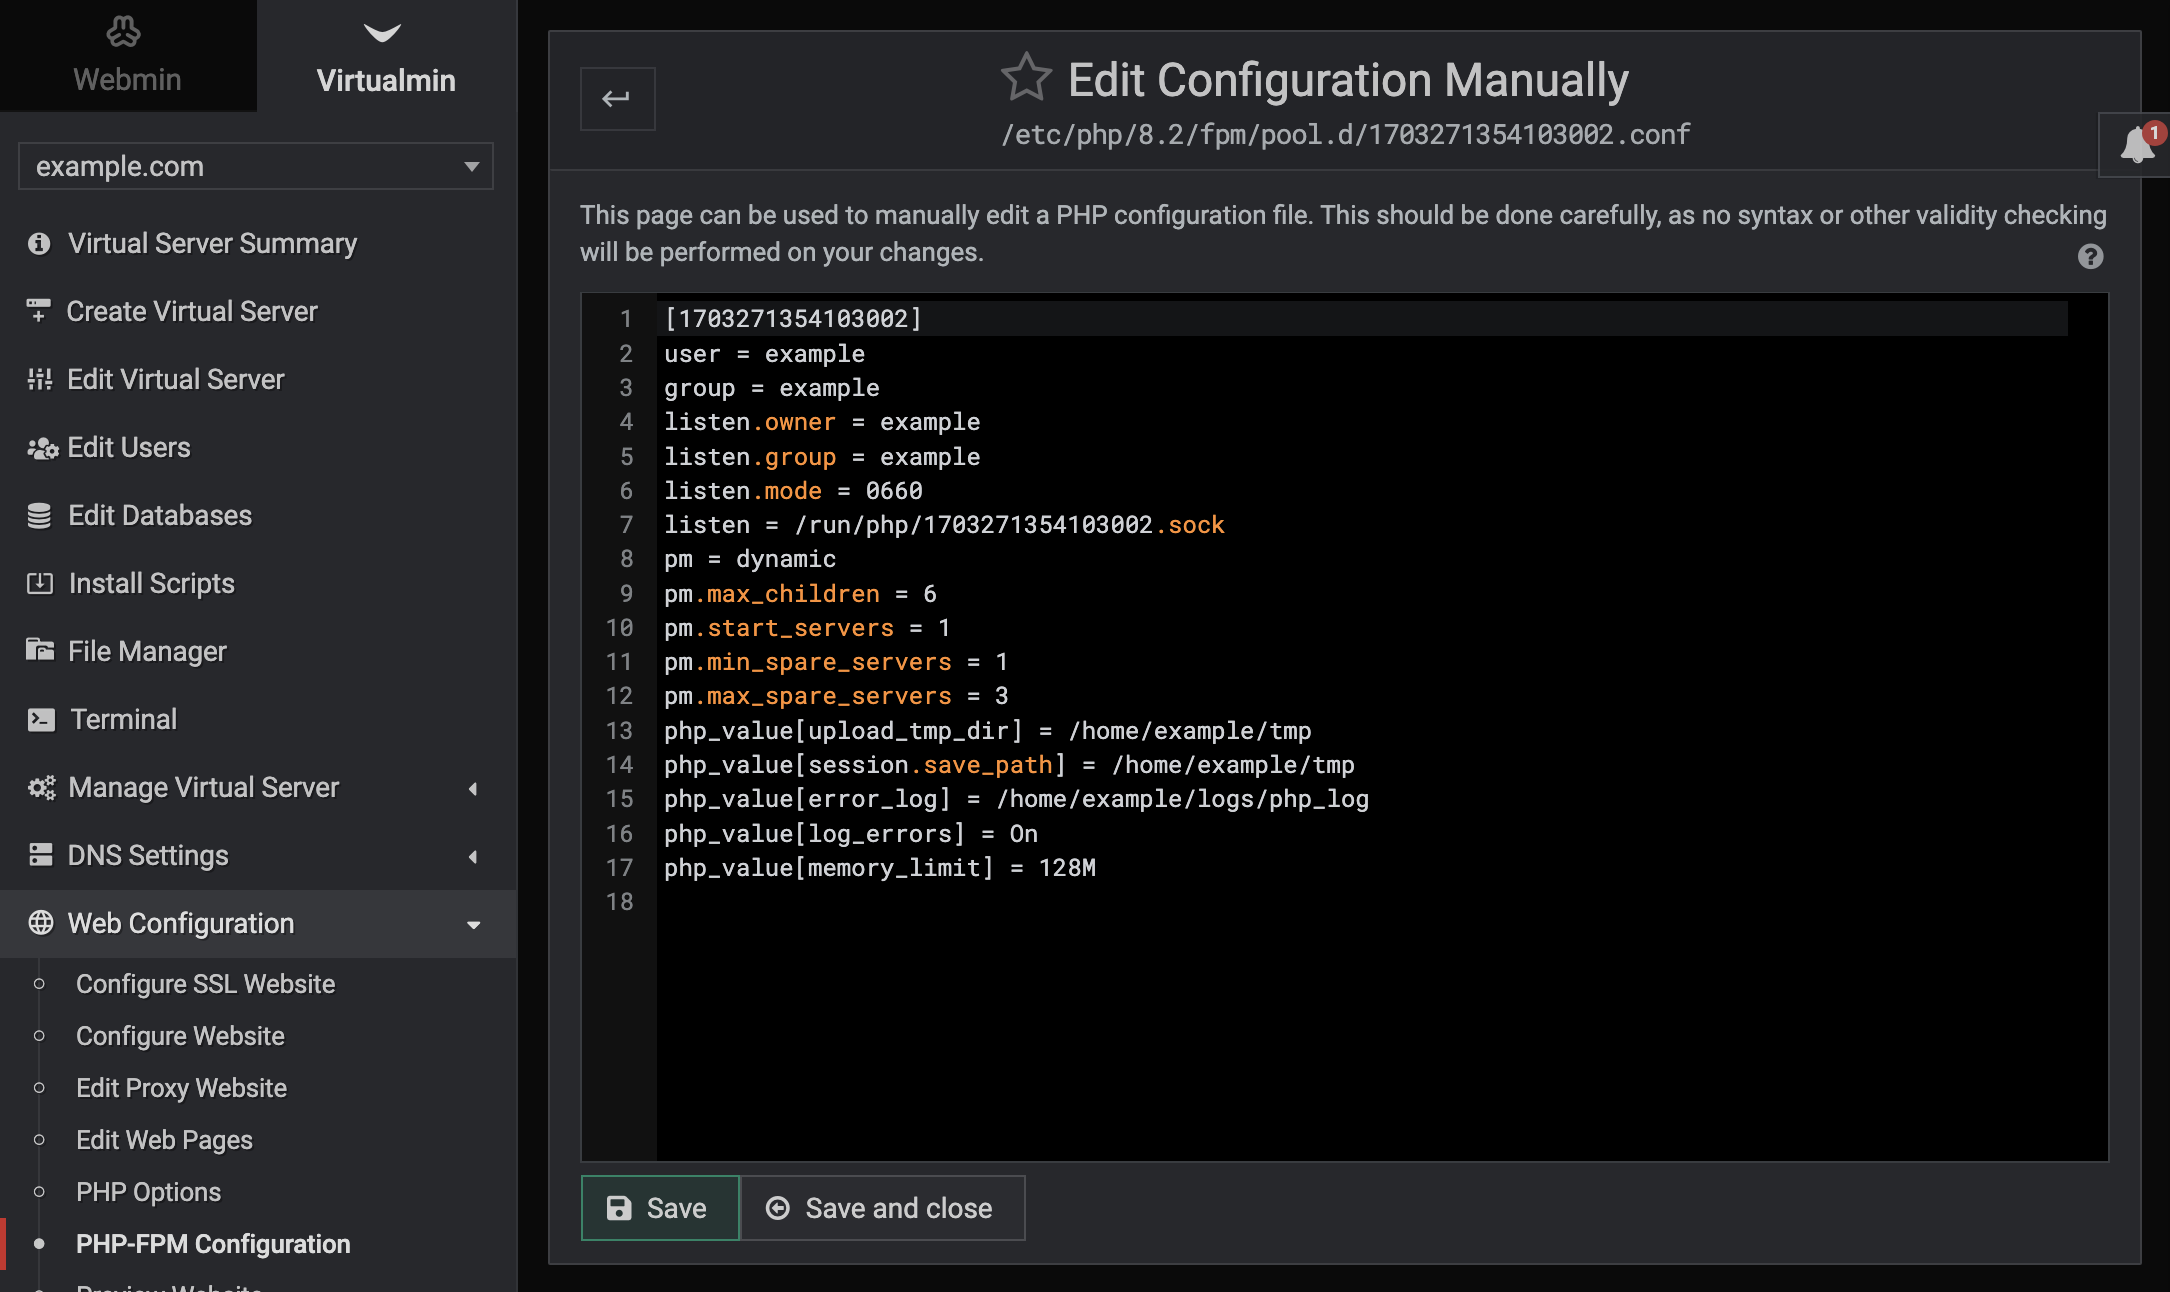 Webmin
Virtualmin
example.com
Virtual Server Summary
Create Virtual Server
Edit Virtual Server
Edit Users
Edit Databases
Install Scripts
File Manager
Terminal
Manage Virtual Server
DNS Settings
Web Configuration
Configure SSL Website
Configure Website
Edit Proxy Website
Edit Web Pages
PHP Options
PHP-FPM Configuration
Preview Website
Edit Configuration Manually
/etc/php/8.2/fpm/pool.d/1703271354103002.conf
1
This page can be used to manually edit a PHP configuration file. This should be done carefully, as no syntax or other validity checking
will be performed on your changes.
?
1 [1703271354103002]
2 user = example
3 group = example
4 listen.owner = example
5 listen.group = example
6 listen.mode = 0660
7 listen = /run/php/1703271354103002.sock
8 pm = dynamic
9 pm.max_children = 6
10 pm.start_servers = 1
11 pm.min_spare_servers = 1
12 pm.max_spare_servers = 3
13 php_value[upload_tmp_dir] = /home/example/tmp
14 php_value[session.save_path] = /home/example/tmp
15 php_value[error_log] = /home/example/logs/php_log
16 php_value[log_errors] = On
17 php_value[memory_limit] = 128M
18
Save
Save and close